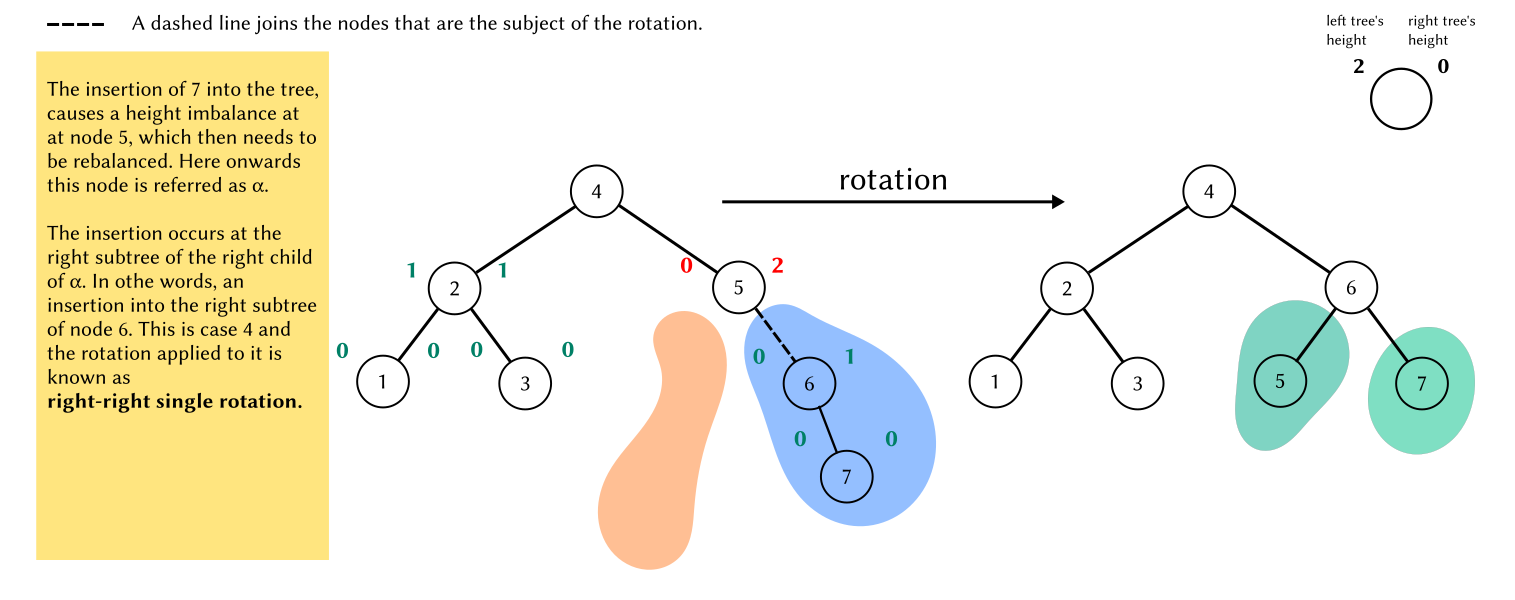 A dashed line joins the nodes that are the subject of the rotation.
left tree's
height
right tree's
height
2
0
The insertion of 7 into the tree,
causes a height imbalance at
at node 5, which then needs to
be rebalanced. Here onwards
this node is referred as α.
The insertion occurs at the
right subtree of the right child
of α. In othe words, an
insertion into the right subtree
of node 6. This is case 4 and
the rotation applied to it is
known as
right-right single rotation.
4
1
2
1
0
5
2
0
1
0
0
3
0
0
6
1
0
7
0
rotation
4
2
6
1
3
5
7